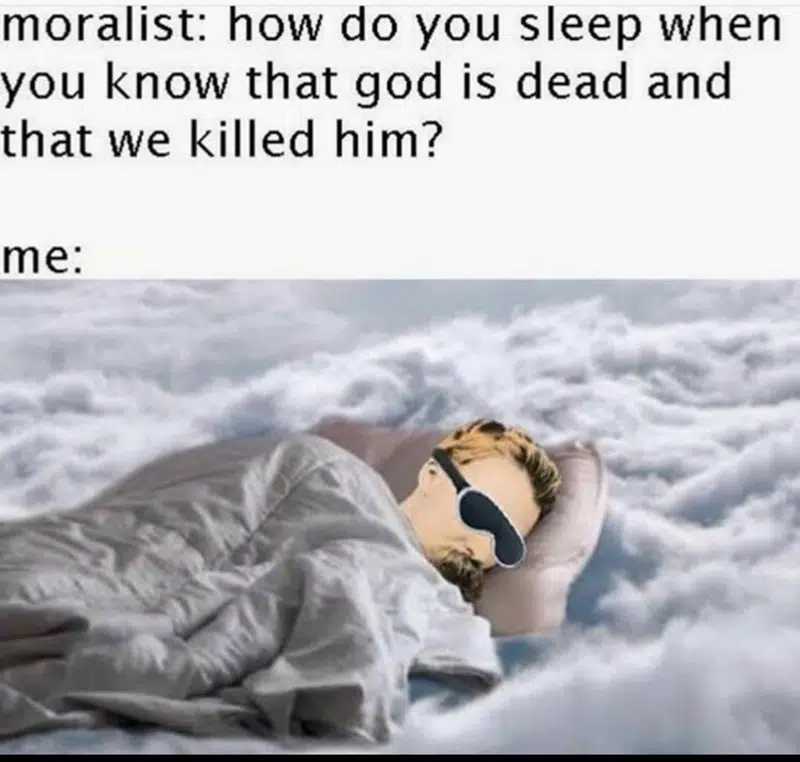 moralist: how do you sleep when
you know that god is dead and
that we killed him?
me: